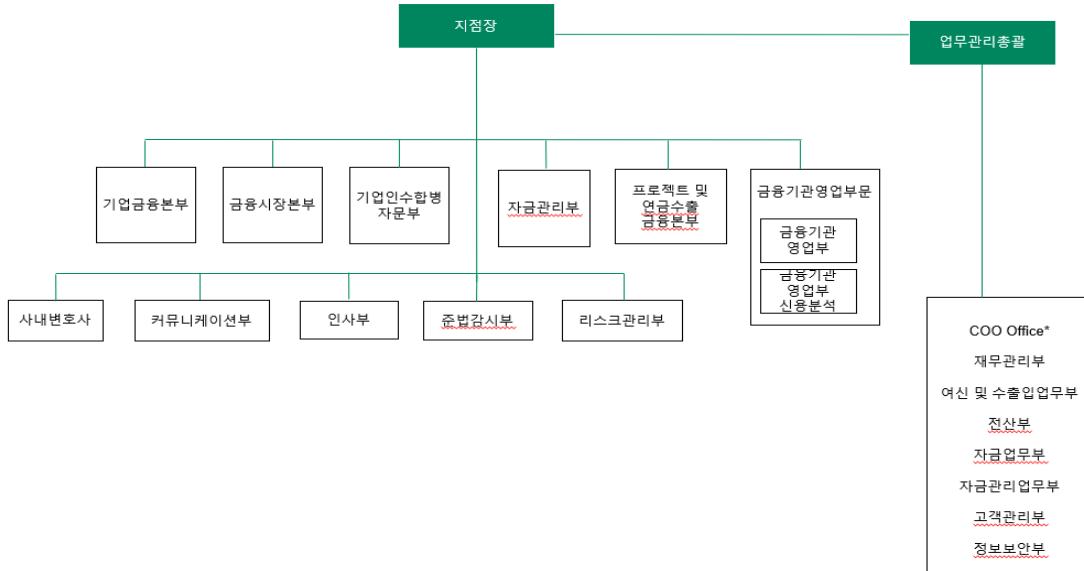 지점장
업무관리총괄
기업금융본부
금융시장본부
기업인수합병
자문부
자금관리부
프로젝트 및
연금수출
금융본부
금융기관영업부문
금융기관
영업부
금융기관
영업부
신용분석
사내변호사
커뮤니케이션부
인사부
준법감시부
리스크관리부
COO Office*
재무관리부
여신 및 수출입업무부
전산부
자금업무부
자금관리업무부
고객관리부
정보보안부